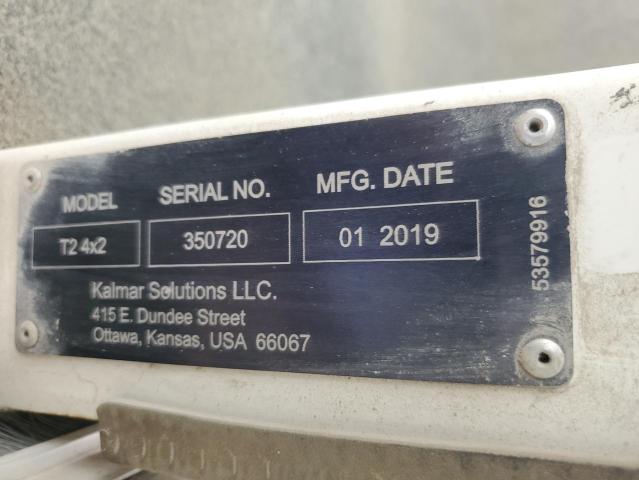 MODEL SERIAL NO. MFG. DATE
T2 4x2 350720 01 2019
Kalmar Solutions LLC.
415 E. Dundee Street
Ottawa, Kansas, USA 66067
53579916